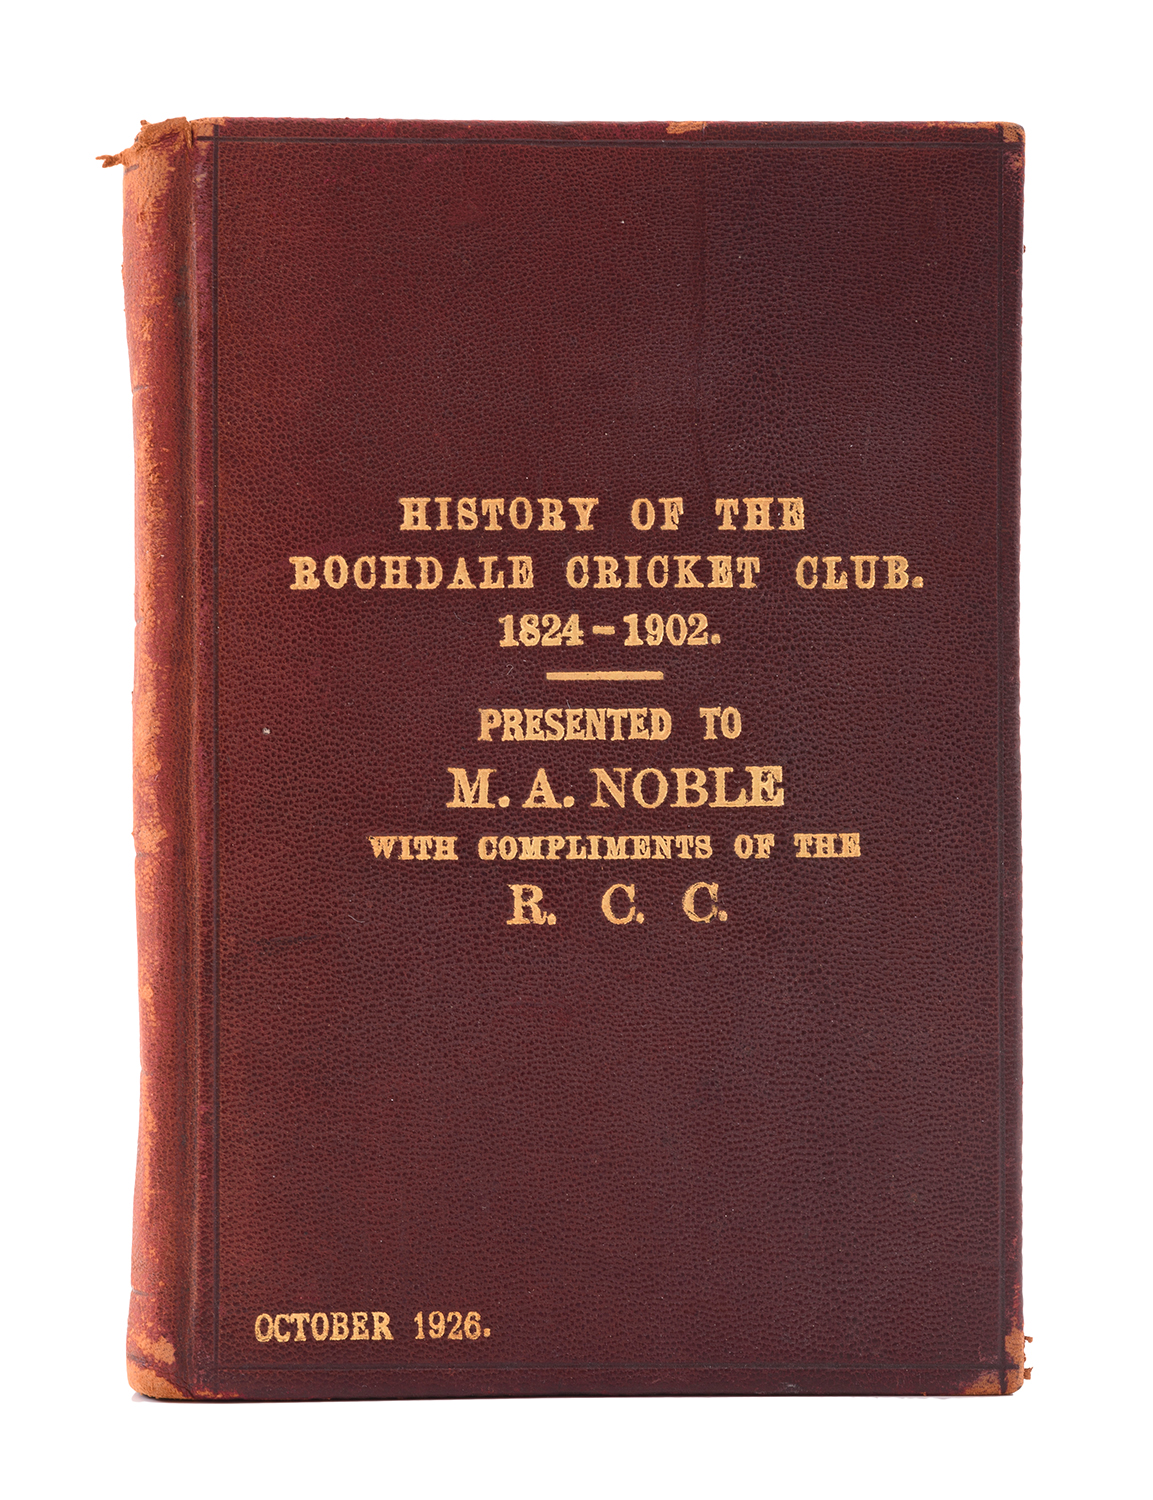 HISTORY OF THE
ROCHDALE CRICKET CLUB.
1824-1902.
PRESENTED TO
M. A. NOBLE
WITH COMPLIMENTS OF THE
R. C. C.
OCTOBER 1926.